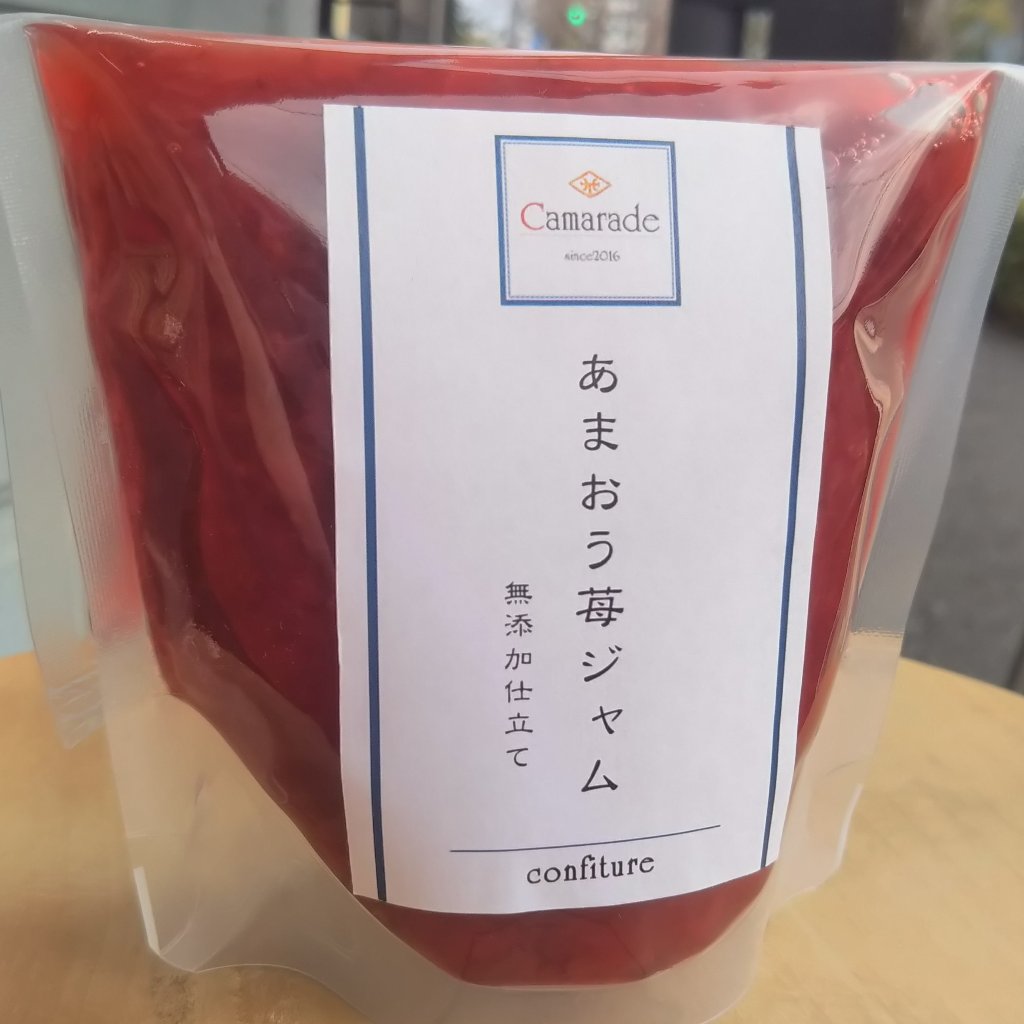 Camarade
since2016
あまおう苺ジャム
無添加仕立て
confiture